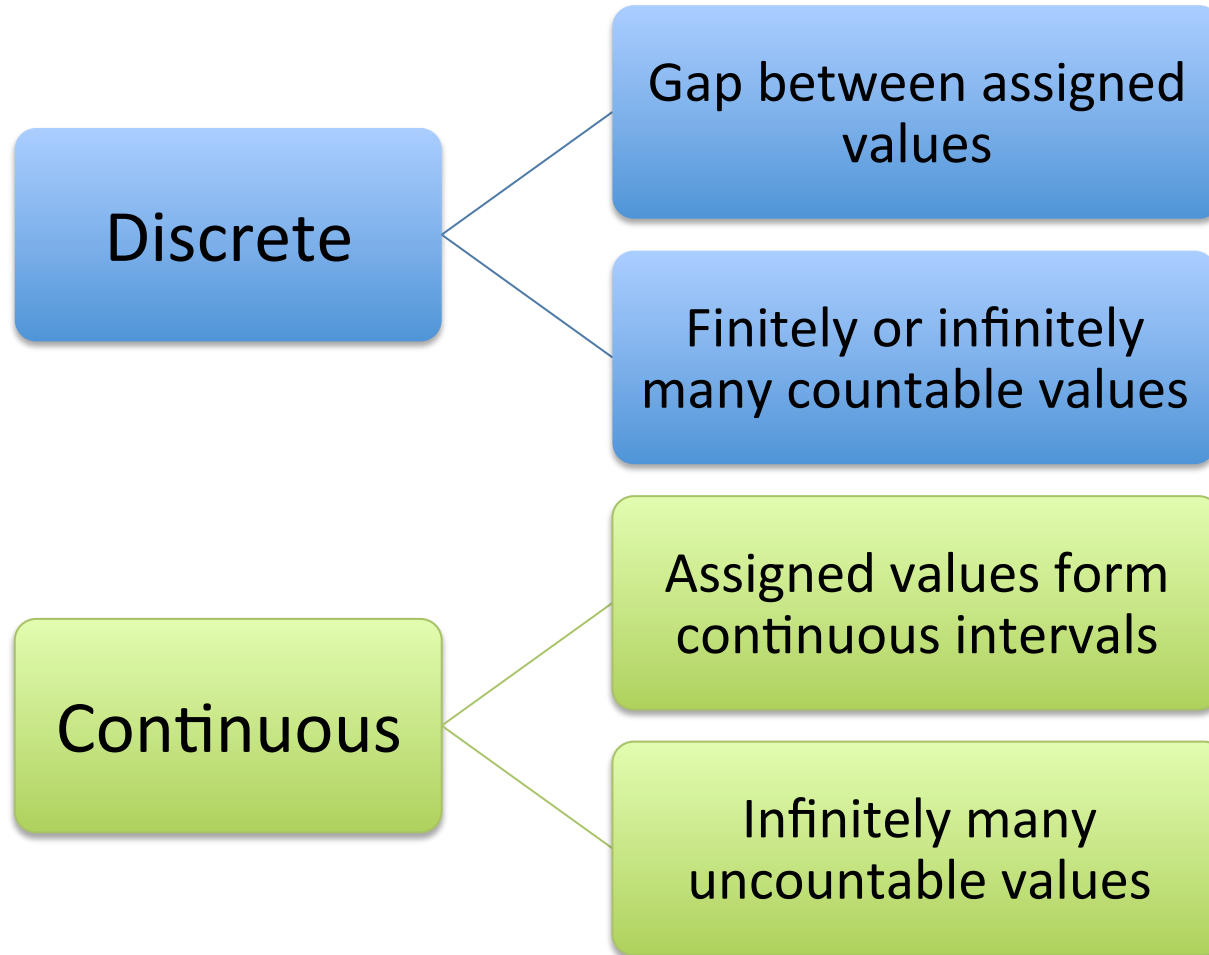 Discrete
Gap between assigned
values
Finitely or infinitely
many countable values
Continuous
Assigned values form
continuous intervals
Infinitely many
uncountable values